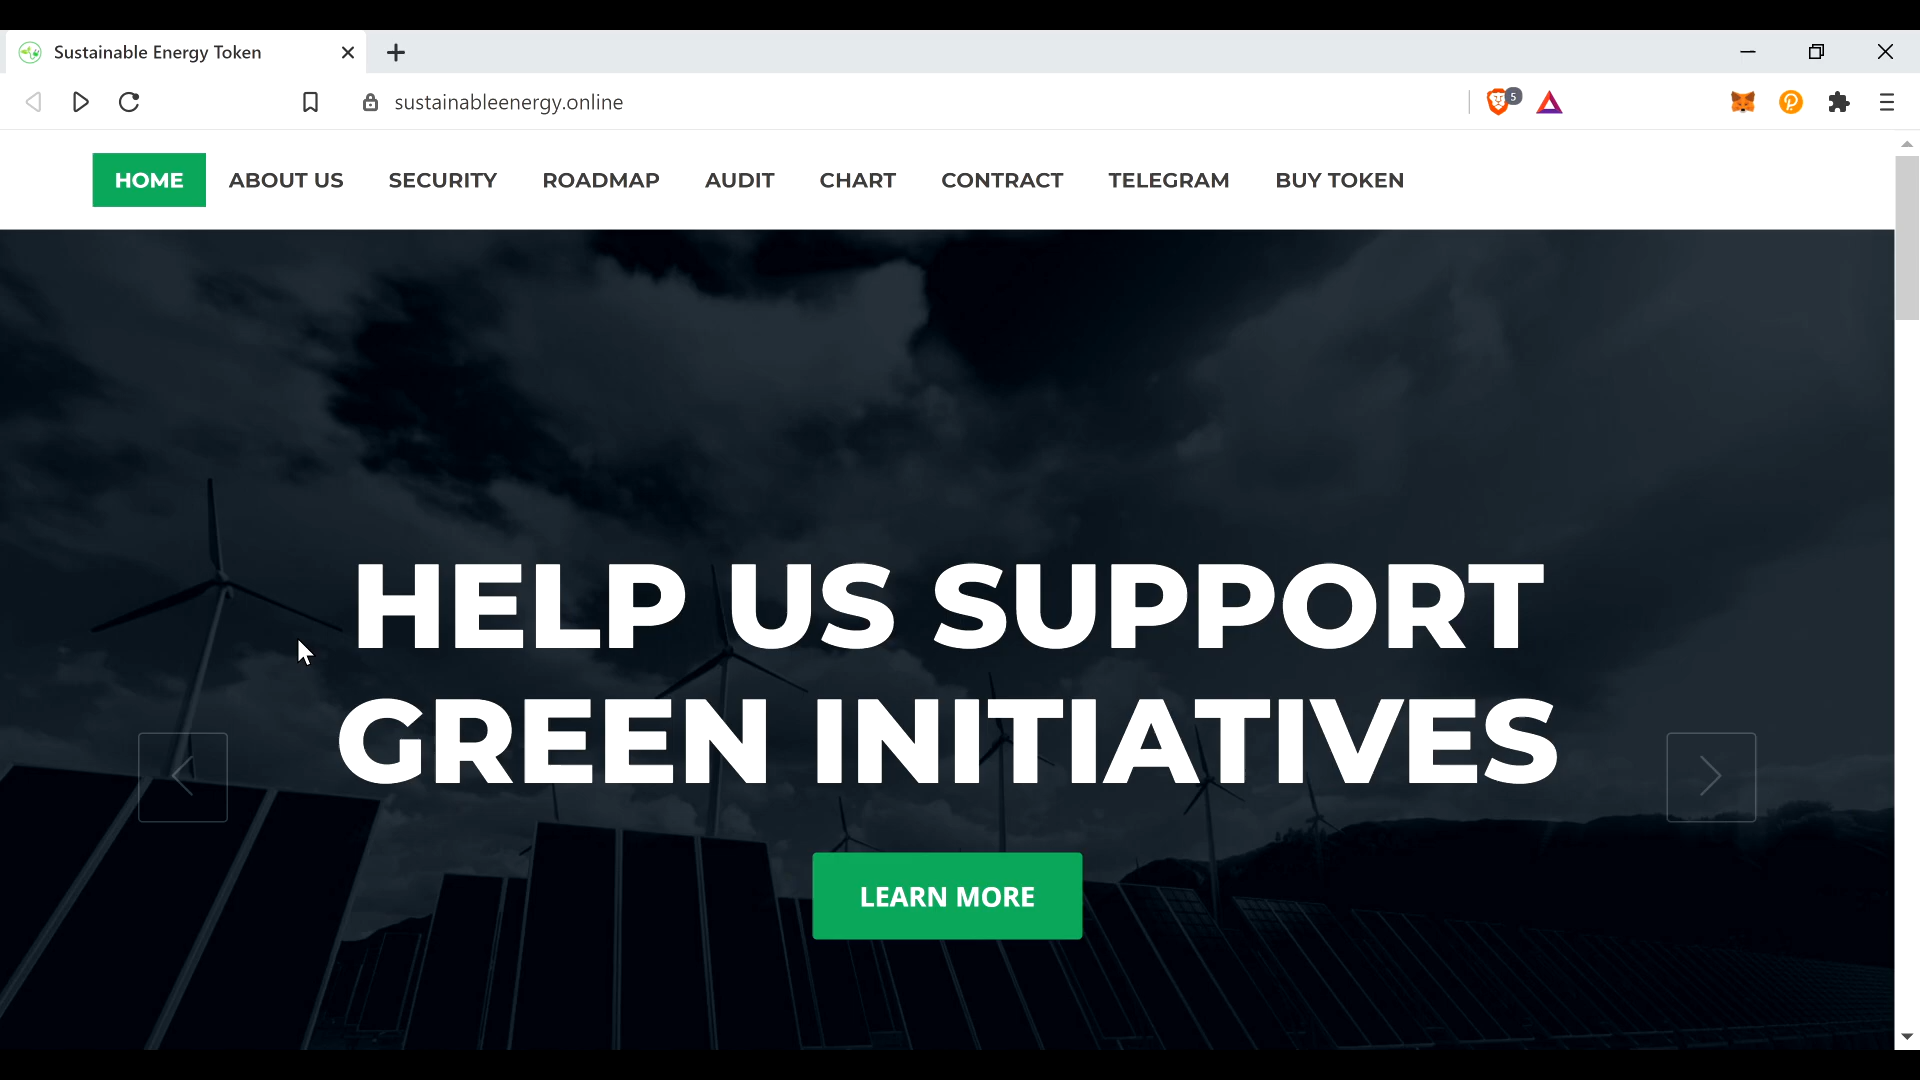 Sustainable Energy Token
sustainableenergy.online
5
HOME ABOUT US SECURITY ROADMAP AUDIT CHART CONTRACT TELEGRAM BUY TOKEN
HELP US SUPPORT
GREEN INITIATIVES
LEARN MORE